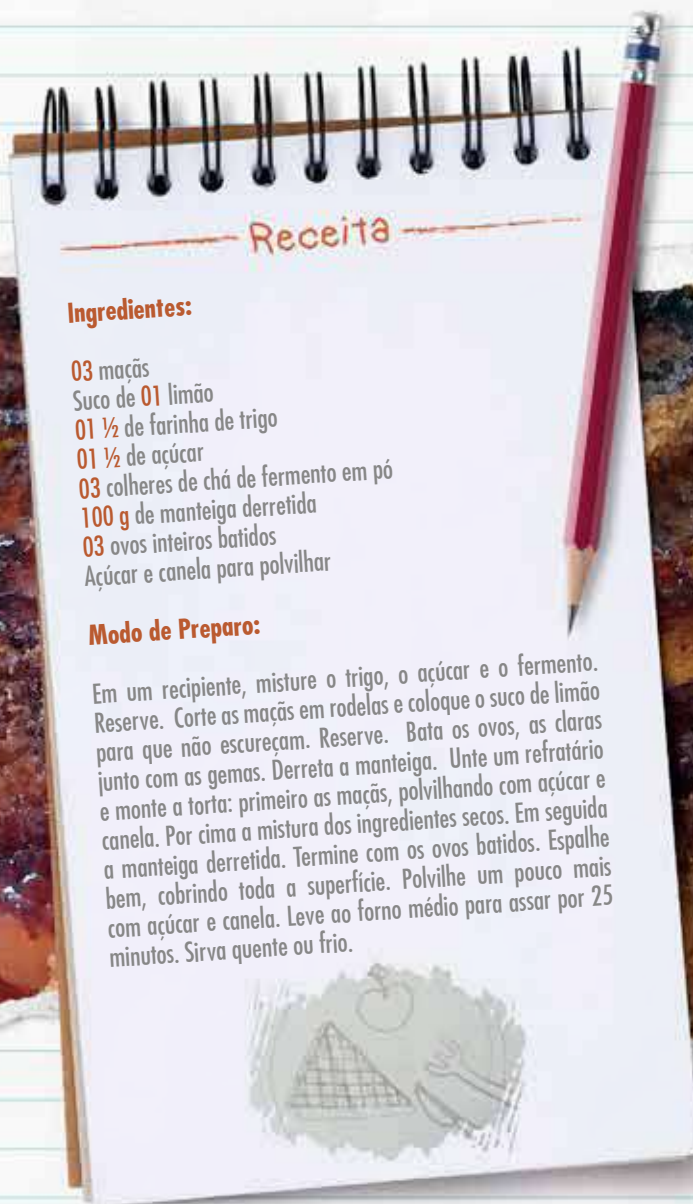 Receita
Ingredientes:
03 maçãs
Suco de 01 limão
01 ½ de farinha de trigo
01 ½ de açúcar
03 colheres de chá de fermento em pó
100 g de manteiga derretida
03 ovos inteiros batidos
Açúcar e canela para polvilhar
Modo de Preparo:
Em um recipiente, misture o trigo, o açúcar e o fermento.
Reserve. Corte as maçãs em rodelas e coloque o suco de limão
para que não escureçam. Reserve. Bata os ovos, as claras
junto com as gemas. Derreta a manteiga. Unte um refratário
e monte a torta: primeiro as maçãs, polvilhando com açúcar e
canela. Por cima a mistura dos ingredientes secos. Em seguida
a manteiga derretida. Termine com os ovos batidos. Espalhe
bem, cobrindo toda a superfície. Polvilhe um pouco mais
com açúcar e canela. Leve ao forno médio para assar por 25
minutos. Sirva quente ou frio.